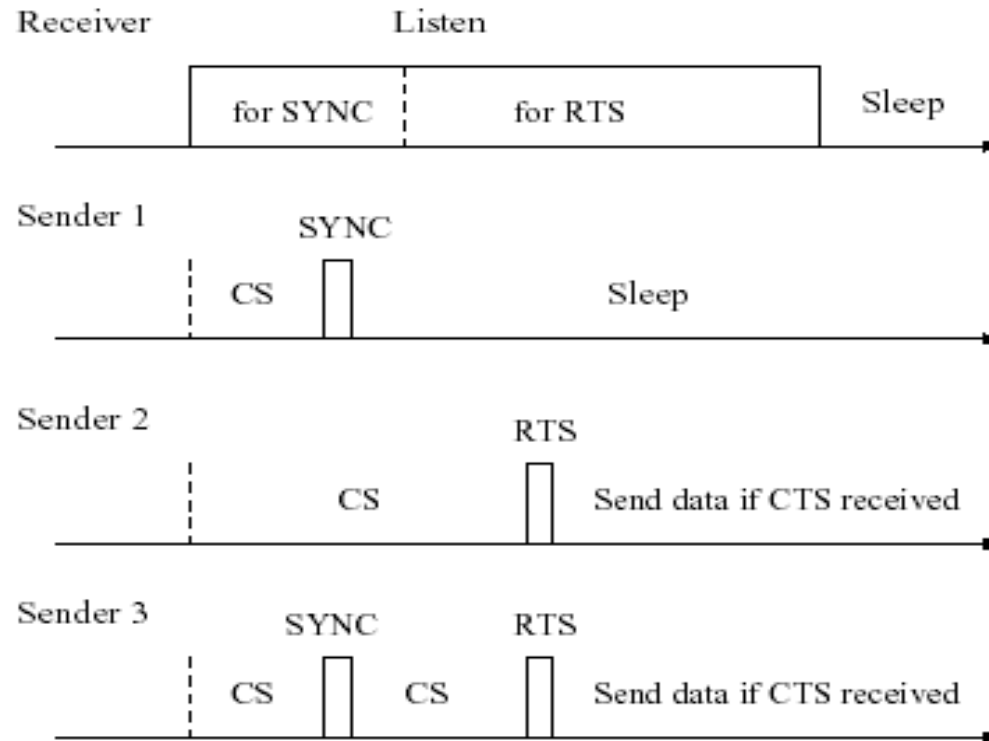 Receiver Listen
for SYNC for RTS Sleep
Sender 1
SYNC
CS Sleep
Sender 2
RTS
CS Send data if CTS received
Sender 3
SYNC RTS
CS CS Send data if CTS received